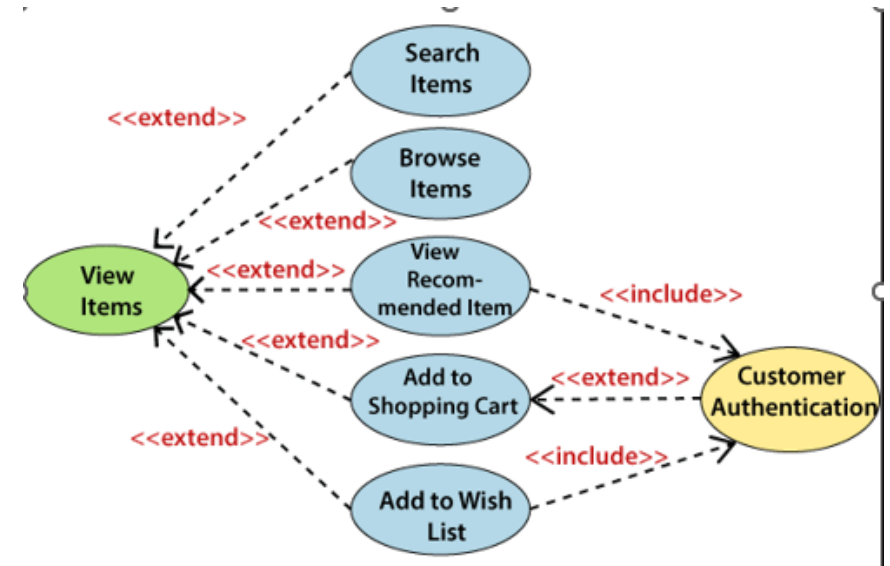 Search
Items
<<extend>>
Browse
Items
<<extend>>
View
Recom-
mended Item
<<extend>>
View
Items
<<include>>
<<extend>>
Add to
Shopping Cart
<<extend>>
Customer
Authentication
<<extend>>
<<include>>
Add to Wish
List